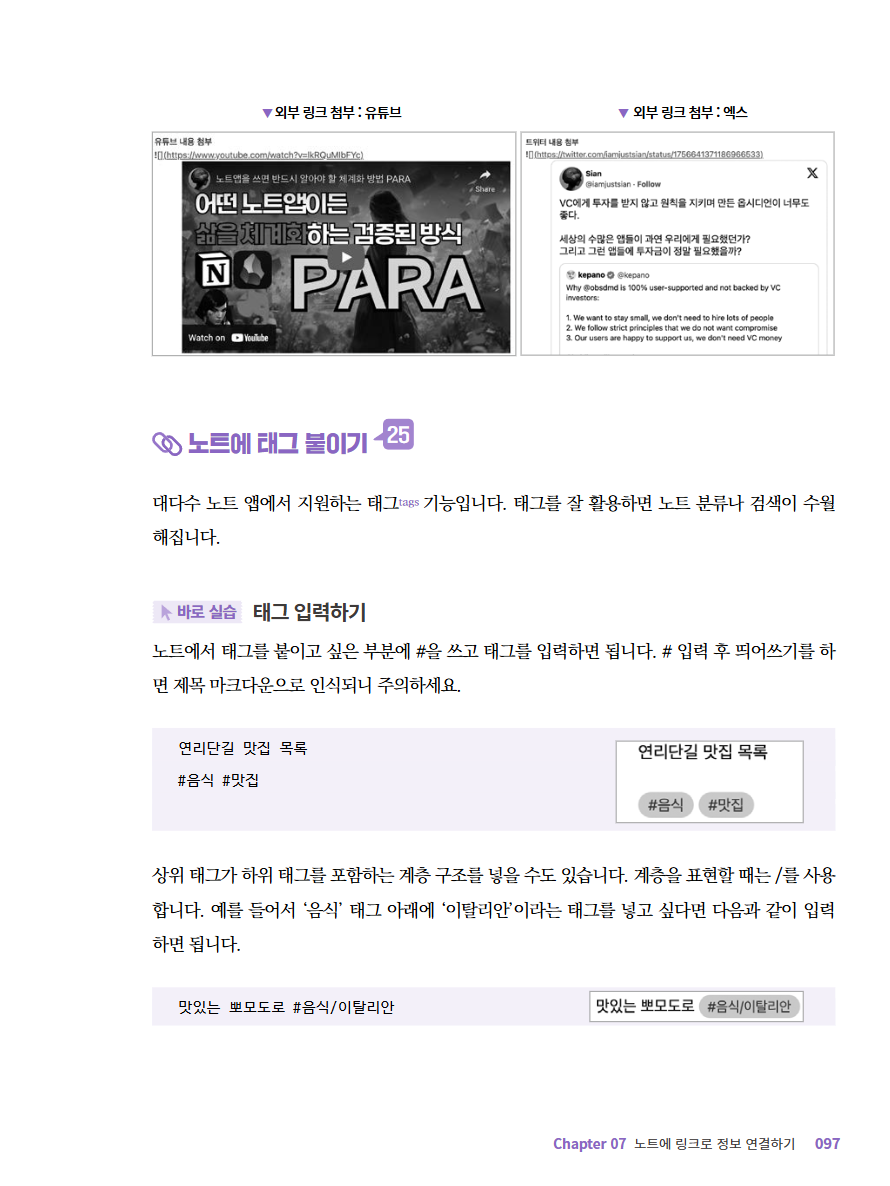 ▼외부 링크 첨부 : 유튜브
▼ 외부 링크 첨부 : 엑스
유튜브 내용 첨부
![](https://www.youtube.com/watch?v=lkRQuMlbFYc)
노트앱을 쓰면 반드시 알아야 할 체계화 방법 PARA
Share
어떤 노트앱이든
삶을 체계화하는 검증된 방식
PARA
Watch on YouTube
트위터 내용 첨부
![](https://twitter.com/iamjustsian/status/1756641371186966533)
Sian
@iamjustsian · Follow
VC에게 투자를 받지 않고 원칙을 지키며 만든 옵시디언이 너무도
좋다.
세상의 수많은 앱들이 과연 우리에게 필요했던가?
그리고 그런 앱들에 투자금이 정말 필요했을까?
kepano @kepano
Why @obsdmd is 100% user-supported and not backed by VC
investors:
1. We want to stay small, we don't need to hire lots of people
2. We follow strict principles that we do not want compromise
3. Our users are happy to support us, we don't need VC money
노트에 태그 붙이기 25
대다수 노트 앱에서 지원하는 태그tags 기능입니다. 태그를 잘 활용하면 노트 분류나 검색이 수월
해집니다.
바로 실습 태그 입력하기
노트에서 태그를 붙이고 싶은 부분에 #을 쓰고 태그를 입력하면 됩니다. # 입력 후 띄어쓰기를 하
면 제목 마크다운으로 인식되니 주의하세요.
연리단길 맛집 목록
#음식 #맛집
연리단길 맛집 목록
#음식 #맛집
상위 태그가 하위 태그를 포함하는 계층 구조를 넣을 수도 있습니다. 계층을 표현할 때는 /를 사용
합니다. 예를 들어서 ‘음식’ 태그 아래에 ‘이탈리안’이라는 태그를 넣고 싶다면 다음과 같이 입력
하면 됩니다.
맛있는 뽀모도로 #음식/이탈리안
맛있는 뽀모도로 #음식/이탈리안
Chapter 07 노트에 링크로 정보 연결하기 097